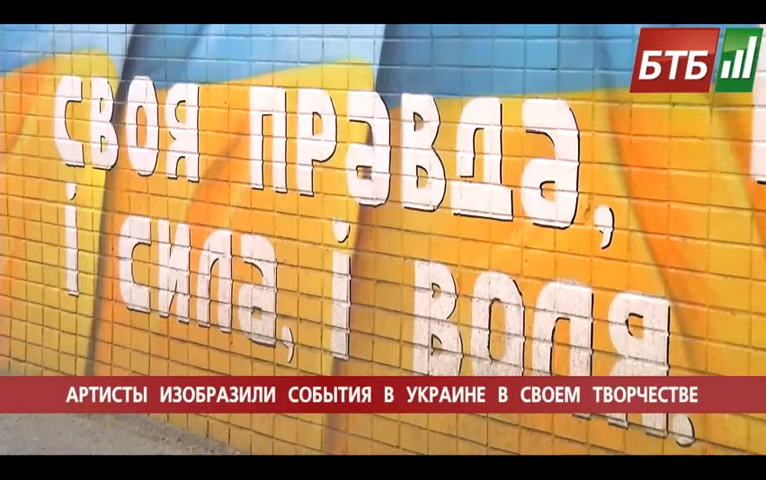 БТБ
СВОЯ ПРАВДА,
І СИЛА, І ВОЛЯ.
АРТИСТЫ ИЗОБРАЗИЛИ СОБЫТИЯ В УКРАИНЕ В СВОЕМ ТВОРЧЕСТВЕ